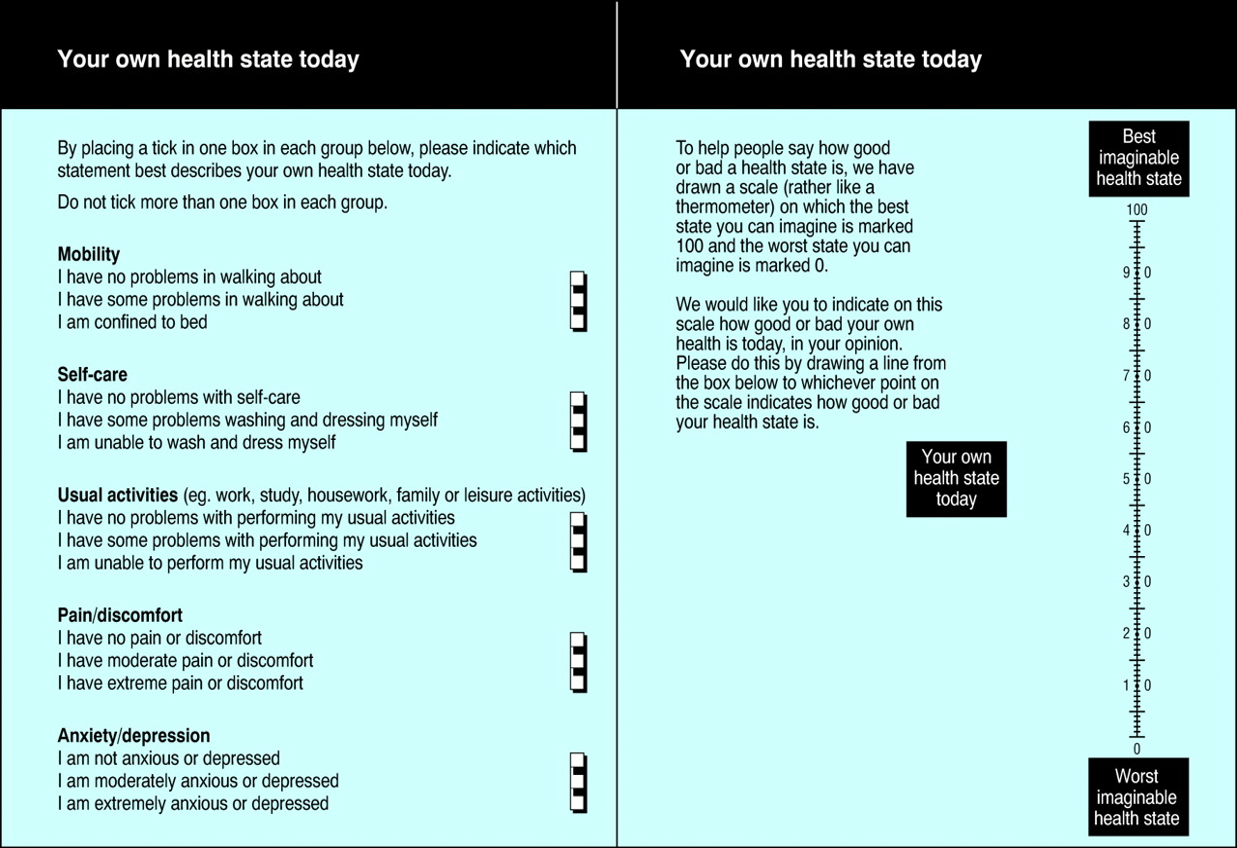 Your own health state today
By placing a tick in one box in each group below, please indicate which
statement best describes your own health state today.
Do not tick more than one box in each group.
Mobility
I have no problems in walking about
I have some problems in walking about
I am confined to bed
Self-care
I have no problems with self-care
I have some problems washing and dressing myself
I am unable to wash and dress myself
Usual activities (eg. work, study, housework, family or leisure activities)
I have no problems with performing my usual activities
I have some problems with performing my usual activities
I am unable to perform my usual activities
Pain/discomfort
I have no pain or discomfort
I have moderate pain or discomfort
I have extreme pain or discomfort
Anxiety/depression
I am not anxious or depressed
I am moderately anxious or depressed
I am extremely anxious or depressed
Your own health state today
To help people say how good
or bad a health state is, we have
drawn a scale (rather like a
thermometer) on which the best
state you can imagine is marked
100 and the worst state you can
imagine is marked 0.
We would like you to indicate on this
scale how good or bad your own
health is today, in your opinion.
Please do this by drawing a line from
the box below to whichever point on
the scale indicates how good or bad
your health state is.
Your own
health state
today
Best
imaginable
health state
100
9 0
8 0
7 0
6 0
5 0
4 0
3 0
2 0
1 0
0
Worst
imaginable
health state